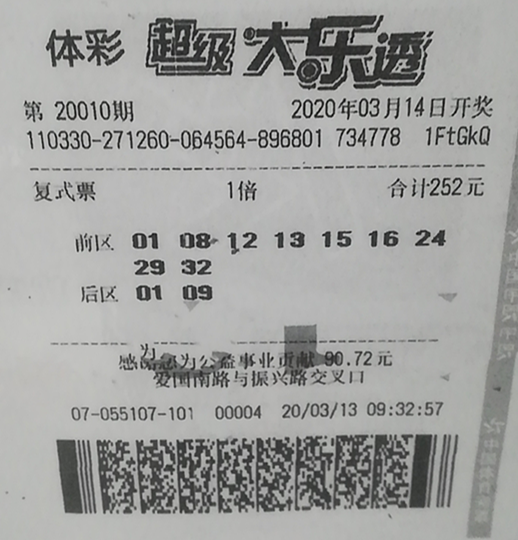 体彩 超级大乐透
第 20010期 2020年03月14日开奖
110330-271260-064564-896801 734778 1FtGkQ
复式票 1倍 合计252元
前区 01 08 12 13 15 16 24
29 32
后区 01 09
为
感谢您为公益事业贡献 90.72元
爱国南路与振兴路交叉口
07-055107-101 00004 20/03/13 09:32:57